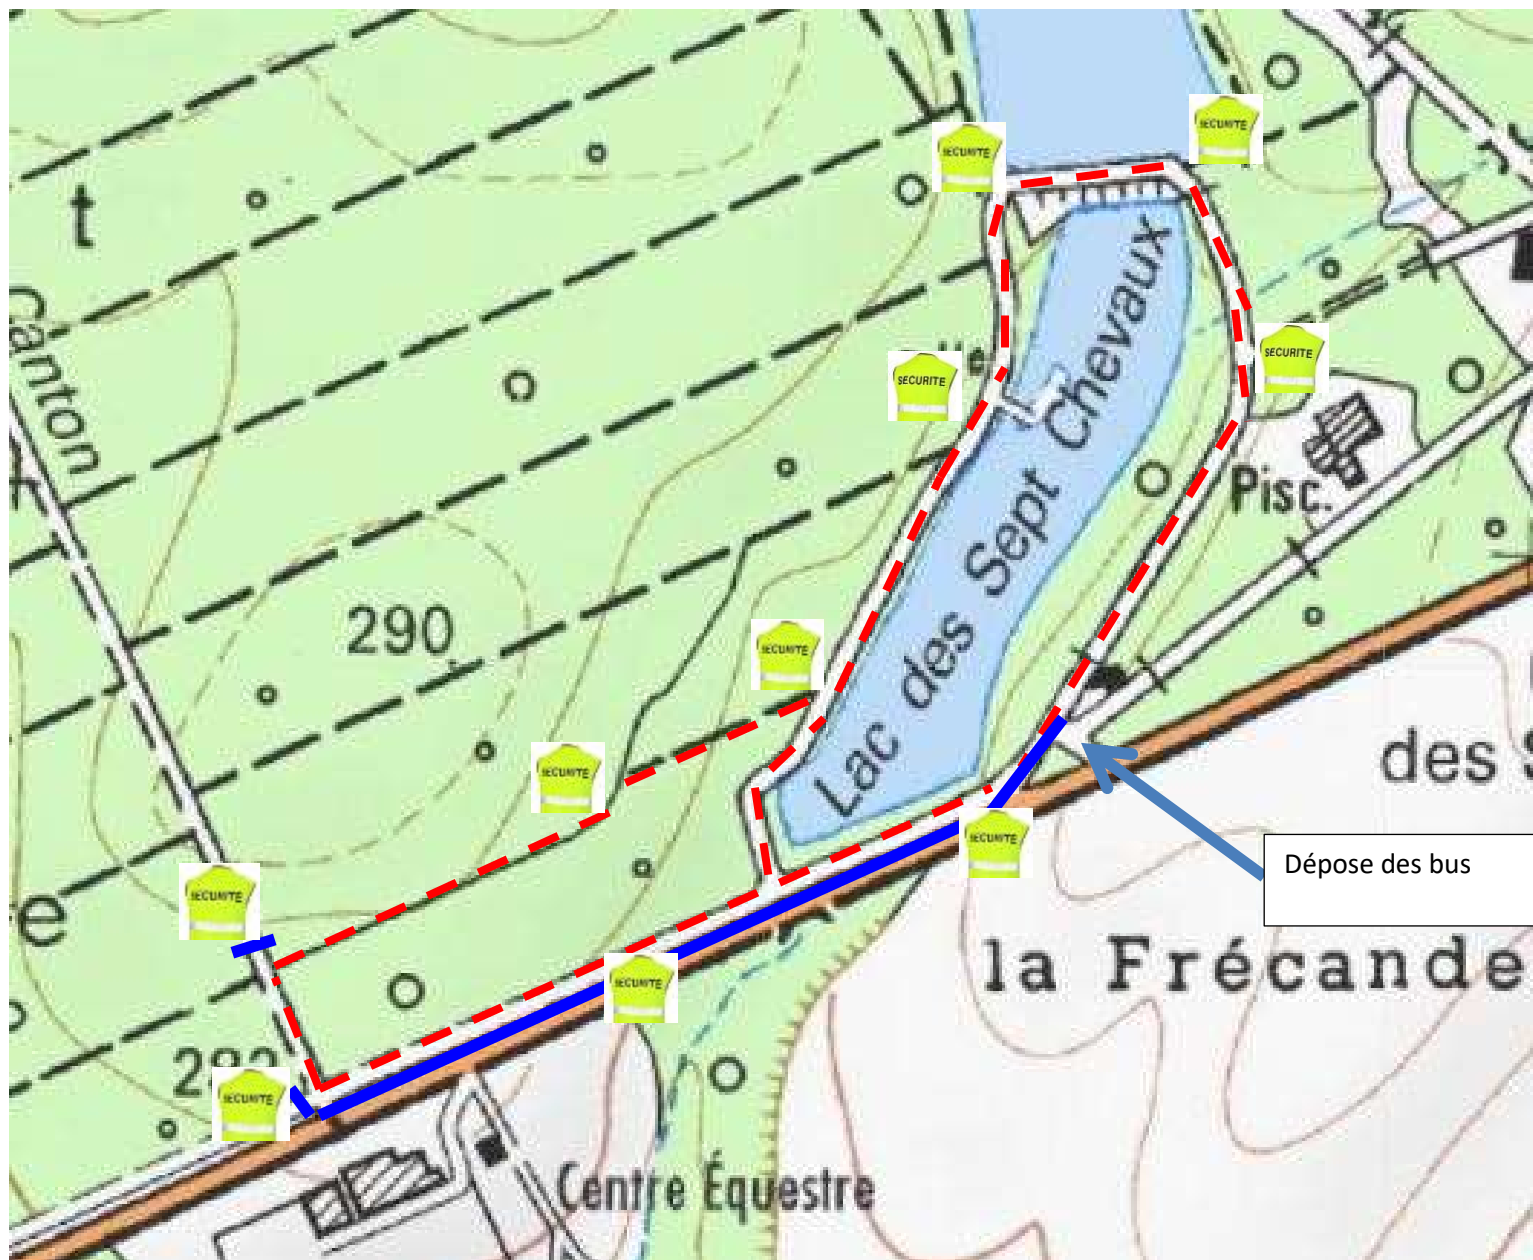 SECURITE
SECURITE
t
Canton
SECURITE
SECURITE
Lac des Sept Chevaux
Pisc.
290
SECURITE
SECURITE
des S
SECURITE
Dépose des bus
SECURITE
e
la Frécande
SECURITE
282
SECURITE
Centre Équestre